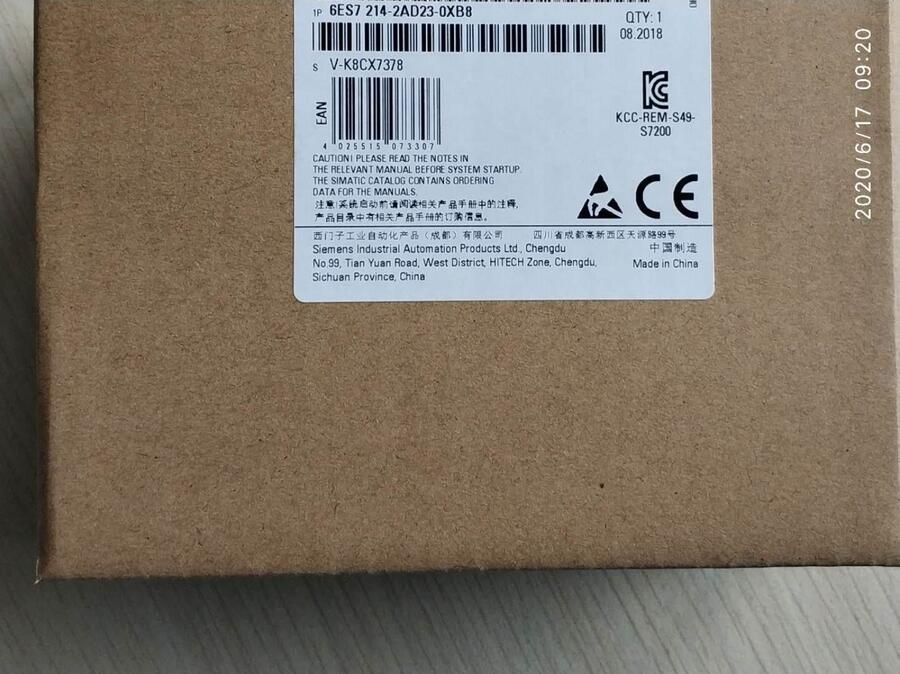 1P 6ES7 214-2AD23-0XB8
QTY: 1
08.2018
S V-K8CX7378
EAN
4 025515 073307
KCC-REM-S49-
S7200
CAUTION! PLEASE READ THE NOTES IN
THE RELEVANT MANUAL BEFORE SYSTEM STARTUP.
THE SIMATIC CATALOG CONTAINS ORDERING
DATA FOR THE MANUALS.
注意!系统启动前请阅读相关产品手册中的注释,
产品目录中有相关产品手册的订购信息。
CE
西门子工业自动化产品(成都)有限公司 四川省成都高新西区天源路99号
Siemens Industrial Automation Products Ltd., Chengdu
中国制造
No.99, Tian Yuan Road, West District, HITECH Zone, Chengdu,
Made in China
Sichuan Province, China
2020/6/17 09:20